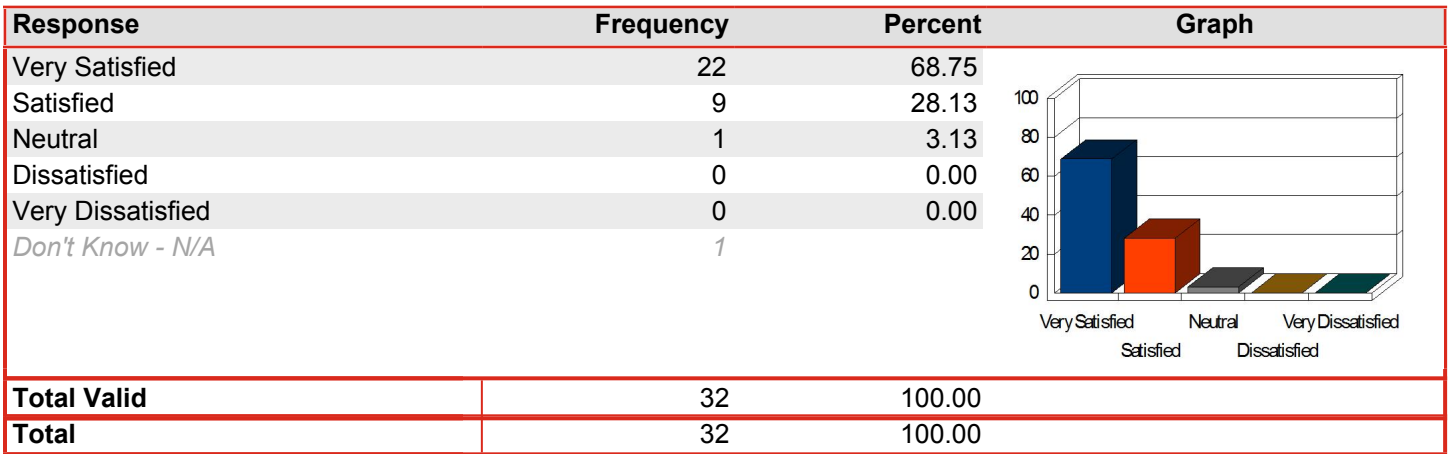 Response Frequency Percent Graph
Very Satisfied 22 68.75
Satisfied 9 28.13
Neutral 1 3.13
Dissatisfied 0 0.00
Very Dissatisfied 0 0.00
Don't Know - N/A 1
100
80
60
40
20
0
Very Satisfied Neutral Very Dissatisfied
Satisfied Dissatisfied
Total Valid 32 100.00
Total 32 100.00